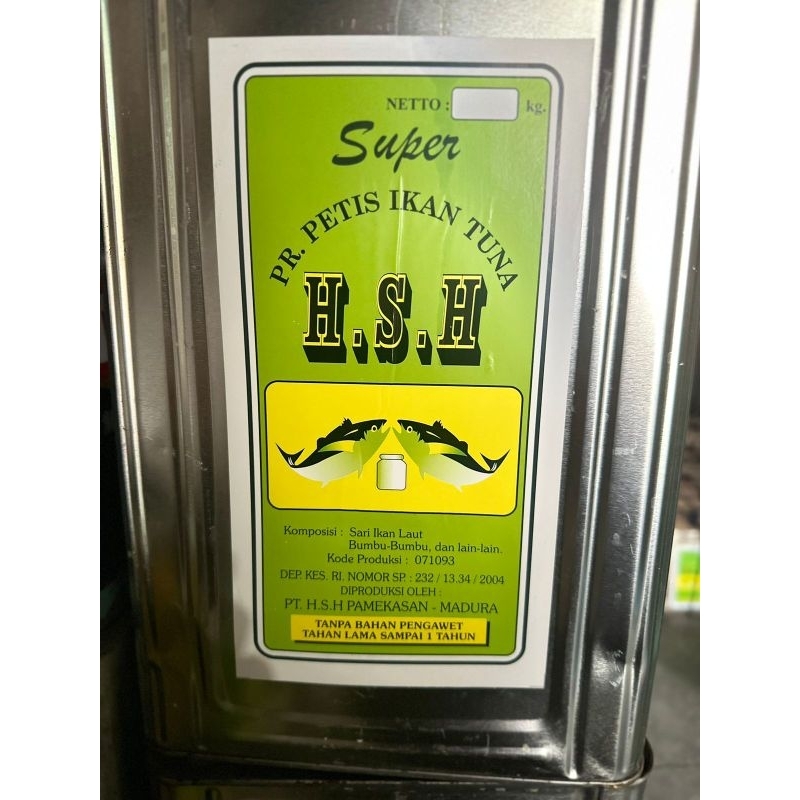 NETTO : kg.
Super
PR. PETIS IKAN TUNA
H.S.H
Komposisi : Sari Ikan Laut
Bumbu-Bumbu, dan lain-lain.
Kode Produksi : 071093
DEP. KES. RI. NOMOR SP. : 232 / 13.34 / 2004
DIPRODUKSI OLEH :
PT. H.S.H PAMEKASAN - MADURA
TANPA BAHAN PENGAWET
TAHAN LAMA SAMPAI 1 TAHUN